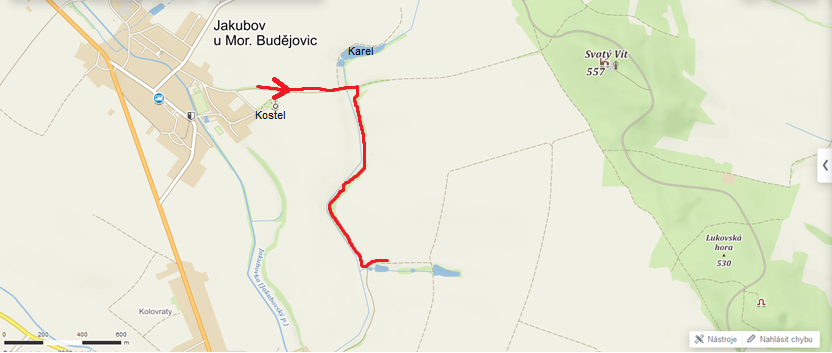 Jakubov
u Mor. Budějovic
Karel
Svatý Vít
557
Kostel
Lukovská
hora
530
Kolovraty
0
200
400
600
m
Nástroje
Nahlásit chybu